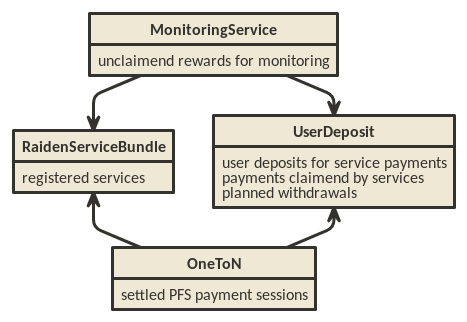 MonitoringService
unclaimend rewards for monitoring
RaidenServiceBundle
registered services
UserDeposit
user deposits for service payments
payments claimend by services
planned withdrawals
OneToN
settled PFS payment sessions